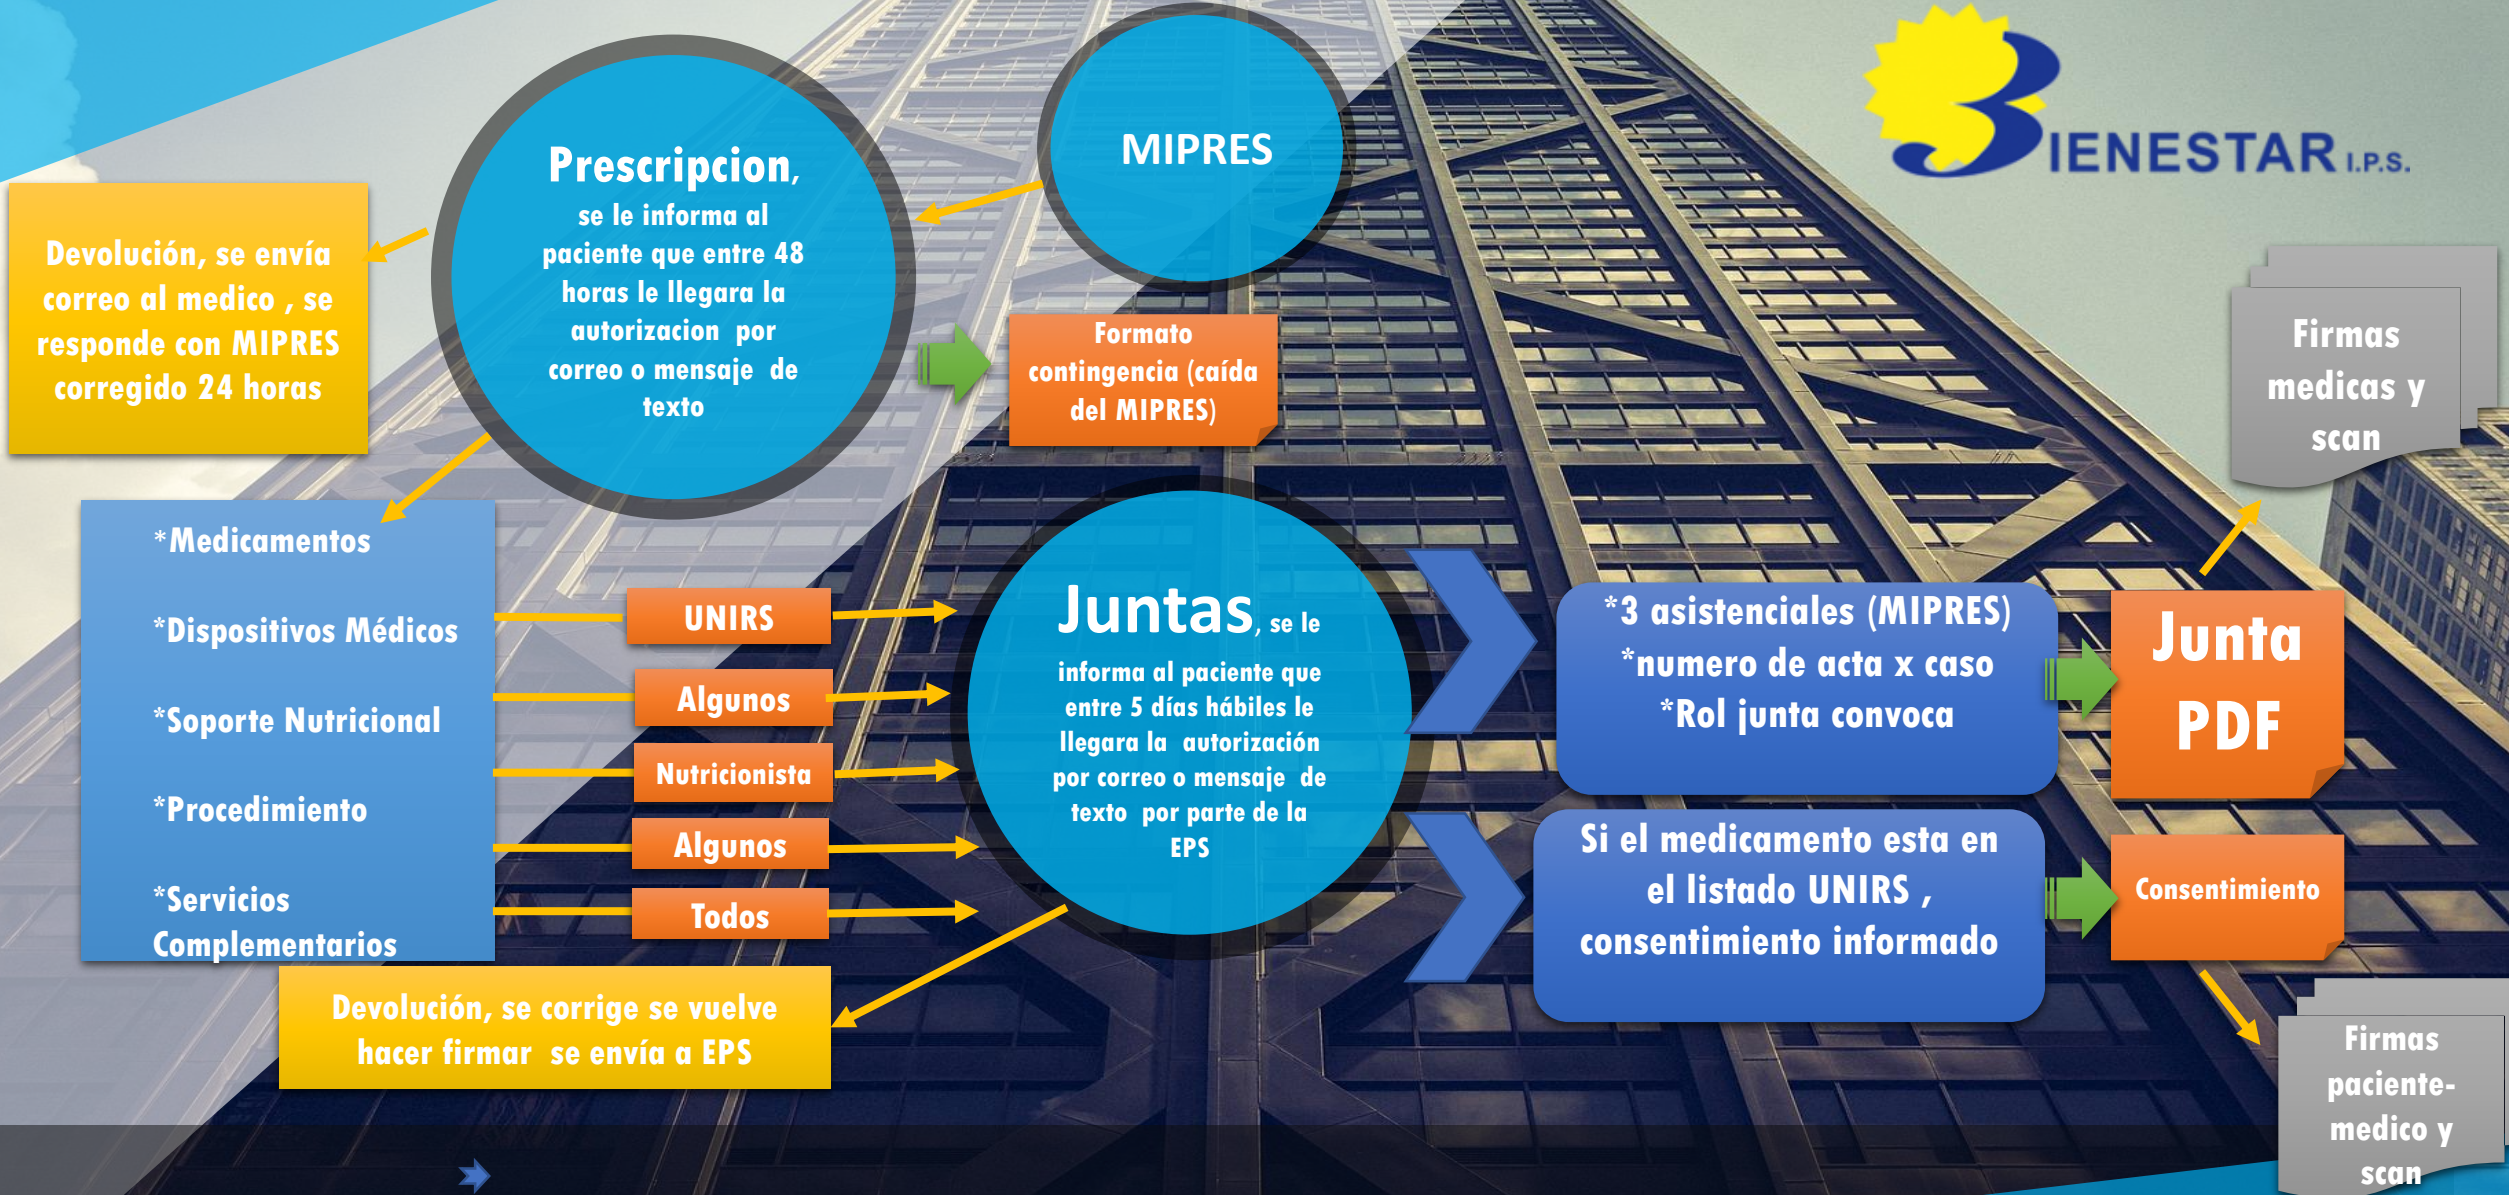 MIPRES
BIENESTAR I.P.S.
Prescripcion,
se le informa al
paciente que entre 48
horas le llegara la
autorizacion por
correo o mensaje de
texto
Devolución, se envía
correo al medico , se
responde con MIPRES
corregido 24 horas
Formato
contingencia (caída
del MIPRES)
Firmas
medicas y
scan
*Medicamentos
*Dispositivos Médicos
*Soporte Nutricional
*Procedimiento
*Servicios
Complementarios
UNIRS
Algunos
Nutricionista
Algunos
Todos
Juntas, se le
informa al paciente que
entre 5 días hábiles le
llegara la autorización
por correo o mensaje de
texto por parte de la
EPS
*3 asistenciales (MIPRES)
*numero de acta x caso
*Rol junta convoca
Junta
PDF
Si el medicamento esta en
el listado UNIRS ,
consentimiento informado
Consentimiento
Devolución, se corrige se vuelve
hacer firmar se envía a EPS
Firmas
paciente-
medico y
scan